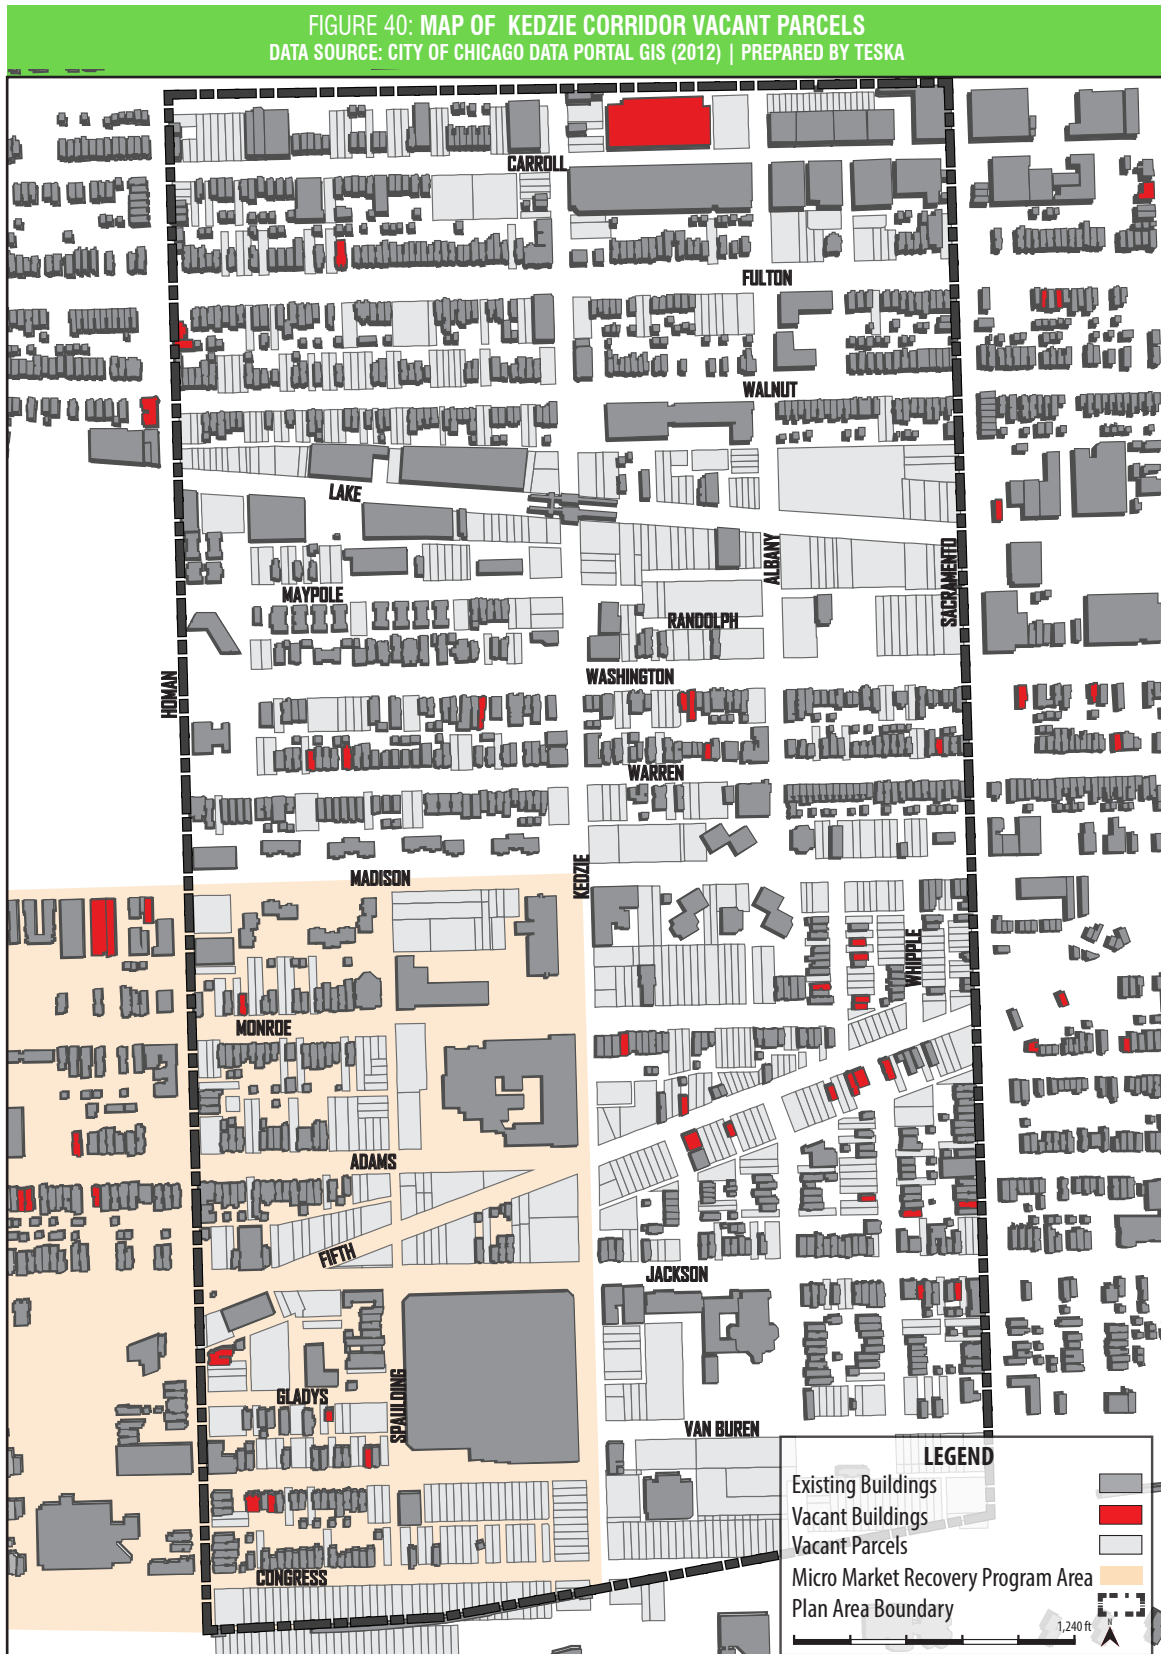 FIGURE 40: MAP OF KEDZIE CORRIDOR VACANT PARCELS
DATA SOURCE: CITY OF CHICAGO DATA PORTAL GIS (2012) | PREPARED BY TESKA
CARROLL
FULTON
WALNUT
LAKE
ALBANY
SACRAMENTO
MAYPOLE
RANDOLPH
HOMAN
WASHINGTON
WARREN
MADISON
KEDZIE
WHIPPLE
MONROE
ADAMS
FIFTH
JACKSON
GLADYS
SPAULDING
VAN BUREN
CONGRESS
LEGEND
Existing Buildings
Vacant Buildings
Vacant Parcels
Micro Market Recovery Program Area
Plan Area Boundary
1,240 ft
N